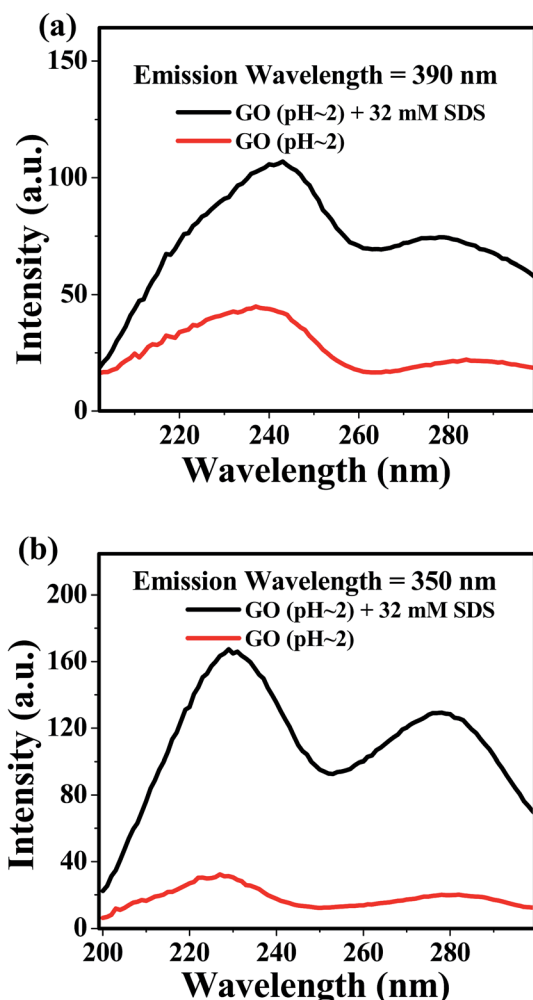 (a)
Emission Wavelength = 390 nm
GO (pH~2) + 32 mM SDS
GO (pH~2)
150
100
50
0
Intensity (a.u.)
220 240 260 280
Wavelength (nm)
(b)
Emission Wavelength = 350 nm
GO (pH~2) + 32 mM SDS
GO (pH~2)
200
160
120
80
40
0
Intensity (a.u.)
200 220 240 260 280
Wavelength (nm)